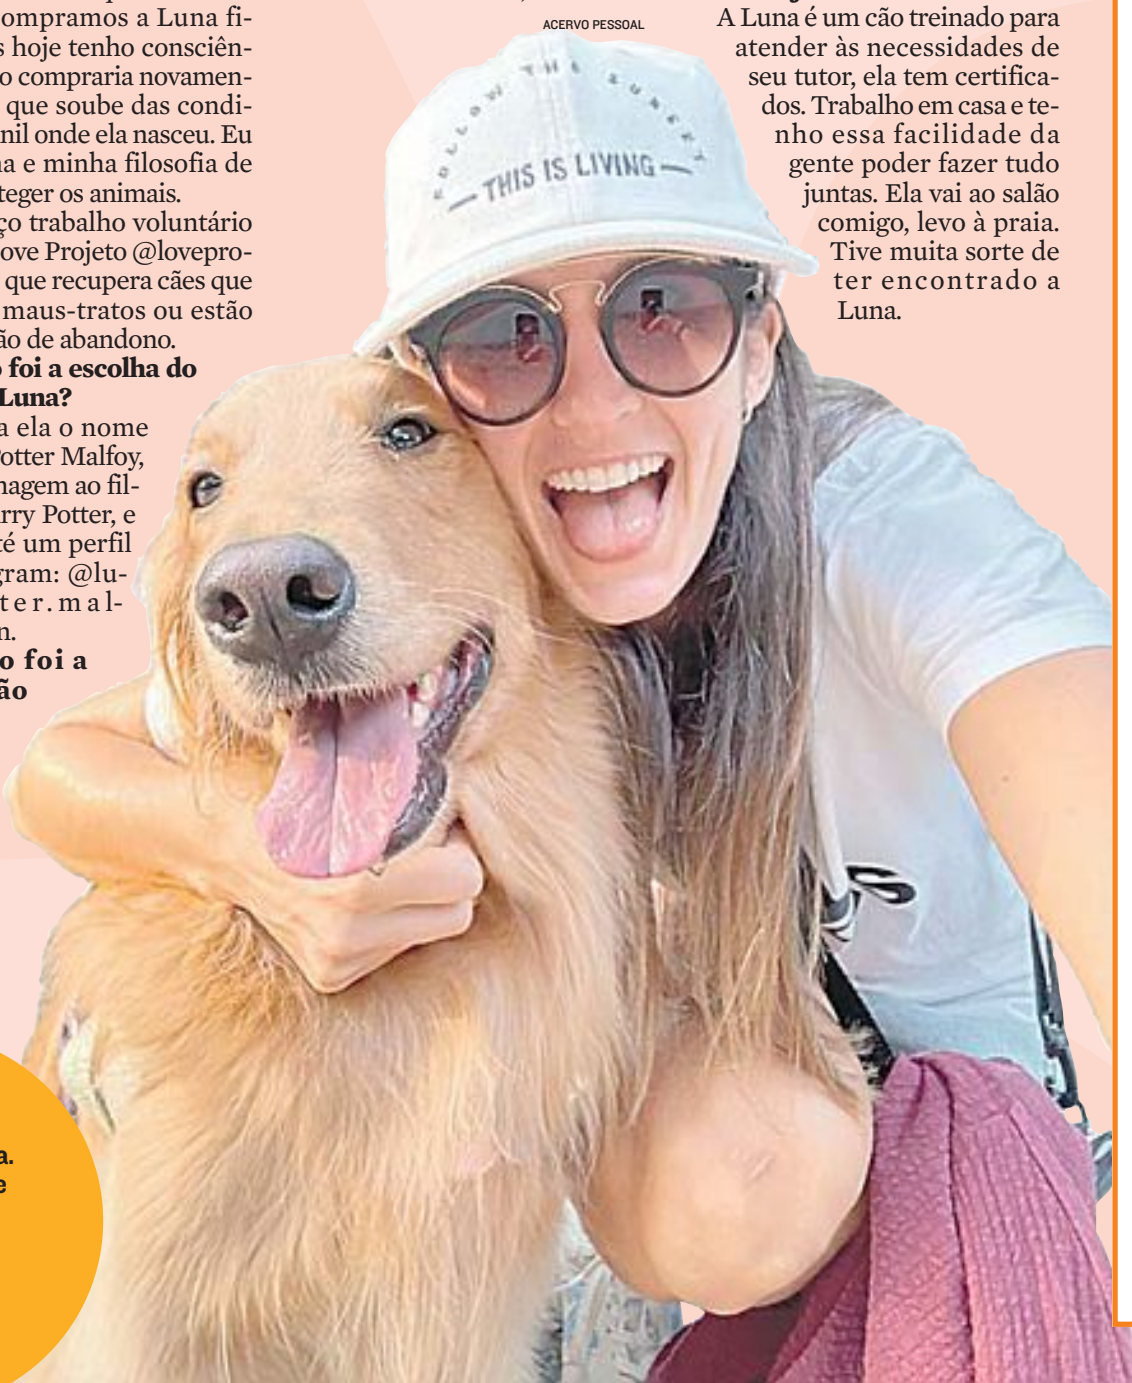 ompramos a Luna fi-
s hoje tenho consciên-
o compraria novamen-
que soube das condi-
nil onde ela nasceu. Eu
na e minha filosofia de
teger os animais.
ço trabalho voluntário
ove Projeto @lovepro-
que recupera cães que
maus-tratos ou estão
ão de abandono.
o foi a escolha do
Luna?
a ela o nome
Potter Malfoy,
nagem ao fil-
rry Potter, e
té um perfil
gram: @lu-
ter.mal-
n.
o foi a
ão
ACERVO PESSOAL
FOLLOW THE SUNSET
THIS IS LIVING
A Luna é um cão treinado para
atender às necessidades de
seu tutor, ela tem certifica-
dos. Trabalho em casa e te-
nho essa facilidade da
gente poder fazer tudo
juntas. Ela vai ao salão
comigo, levo à praia.
Tive muita sorte de
ter encontrado a
Luna.
a.
e